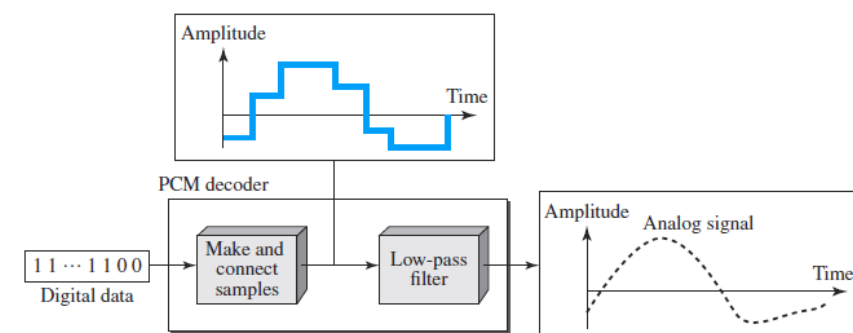 Amplitude
Time
PCM decoder
Amplitude
Analog signal
Make and
connect
samples
Low-pass
filter
Time
1 1 ··· 1 1 0 0
Digital data